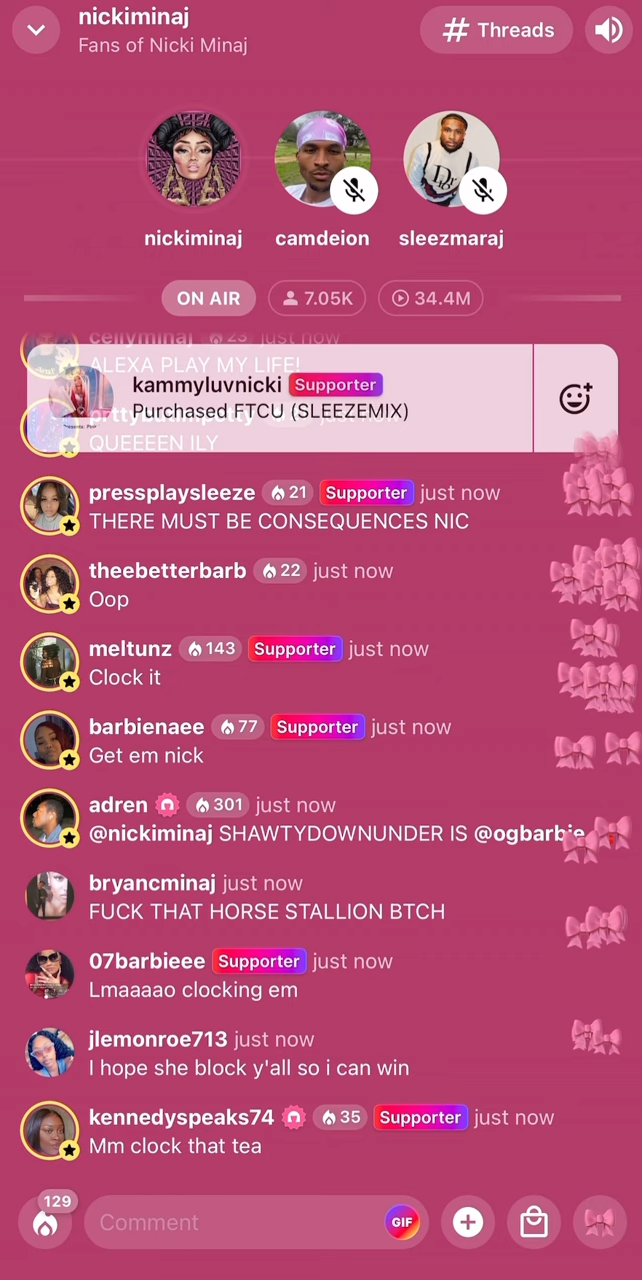 nickiminaj
Fans of Nicki Minaj
# Threads
nickiminaj
camdeion
sleezmaraj
ON AIR
7.05K
34.4M
cellyminaj 23 just now
ALEXA PLAY MY LIFE!
kammyluvnicki Supporter
Purchased FTCU (SLEEZEMIX)
QUEEEEN ILY
pressplaysleeze 21 Supporter just now
THERE MUST BE CONSEQUENCES NIC
theebetterbarb 22 just now
Oop
meltunz 143 Supporter just now
Clock it
barbienaee 77 Supporter just now
Get em nick
adren 301 just now
@nickiminaj SHAWTYDOWNUNDER IS @ogbarbie
bryancminaj just now
FUCK THAT HORSE STALLION BTCH
07barbieee Supporter just now
Lmaaaao clocking em
jlemonroe713 just now
I hope she block y'all so i can win
kennedyspeaks74 35 Supporter just now
Mm clock that tea
129
Comment
GIF